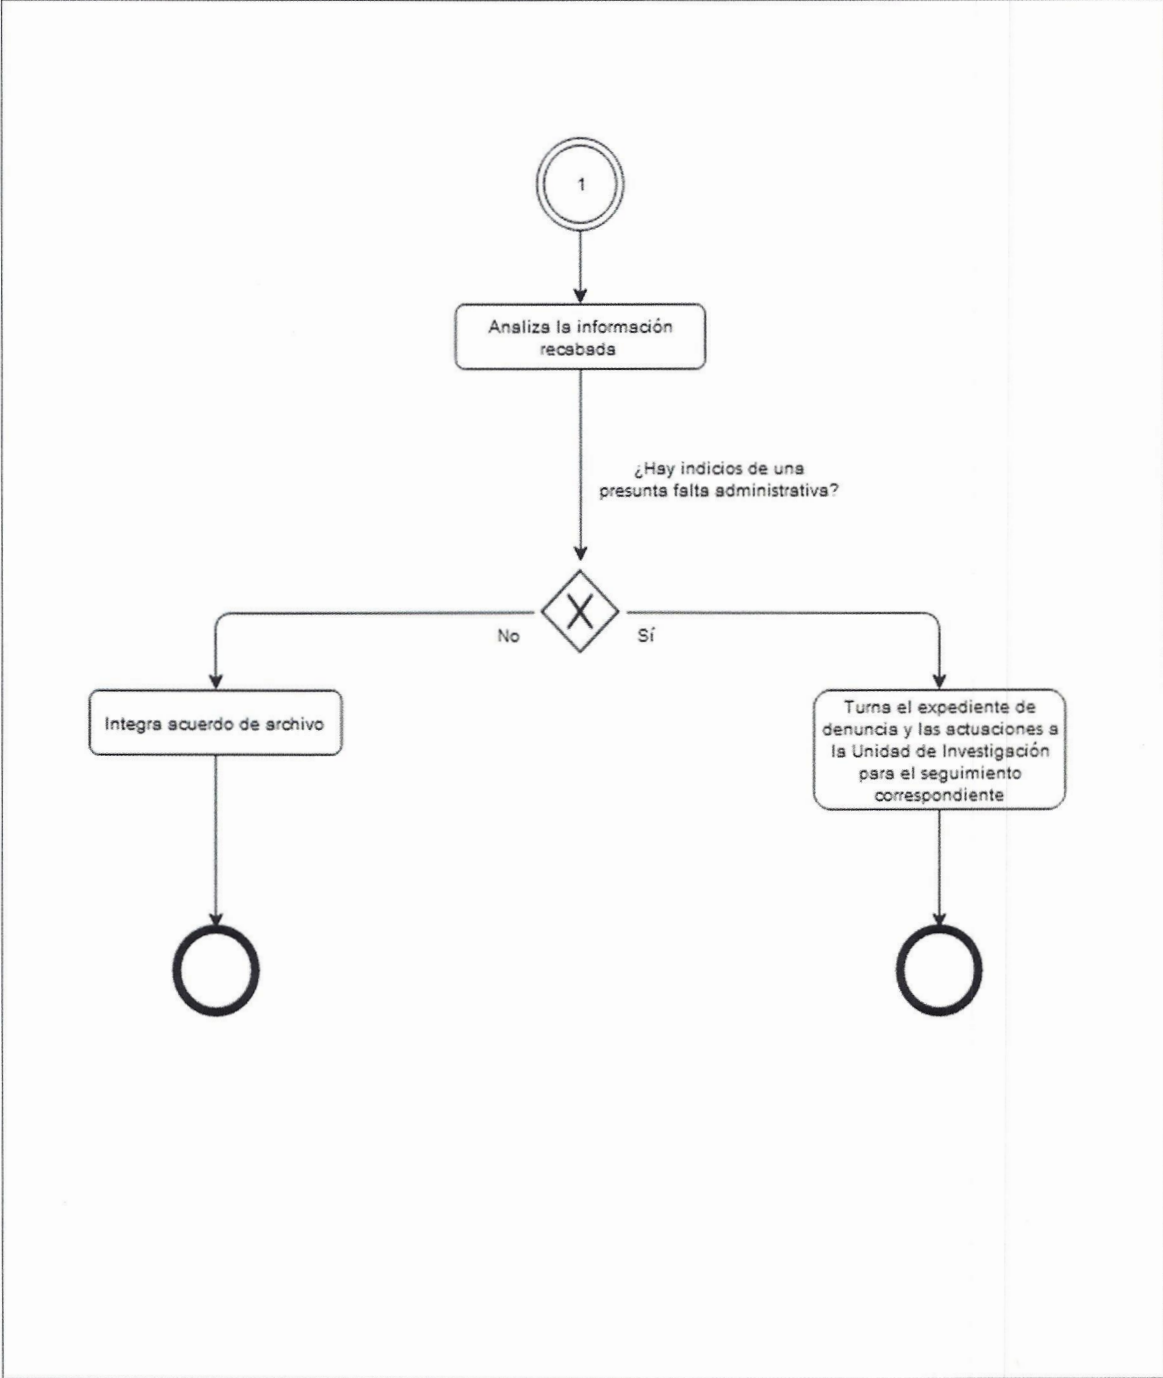 1
Analiza la información
recabada
¿Hay indicios de una
presunta falta administrativa?
No
Sí
Integra acuerdo de archivo
Turna el expediente de
denuncia y las actuaciones a
la Unidad de Investigación
para el seguimiento
correspondiente